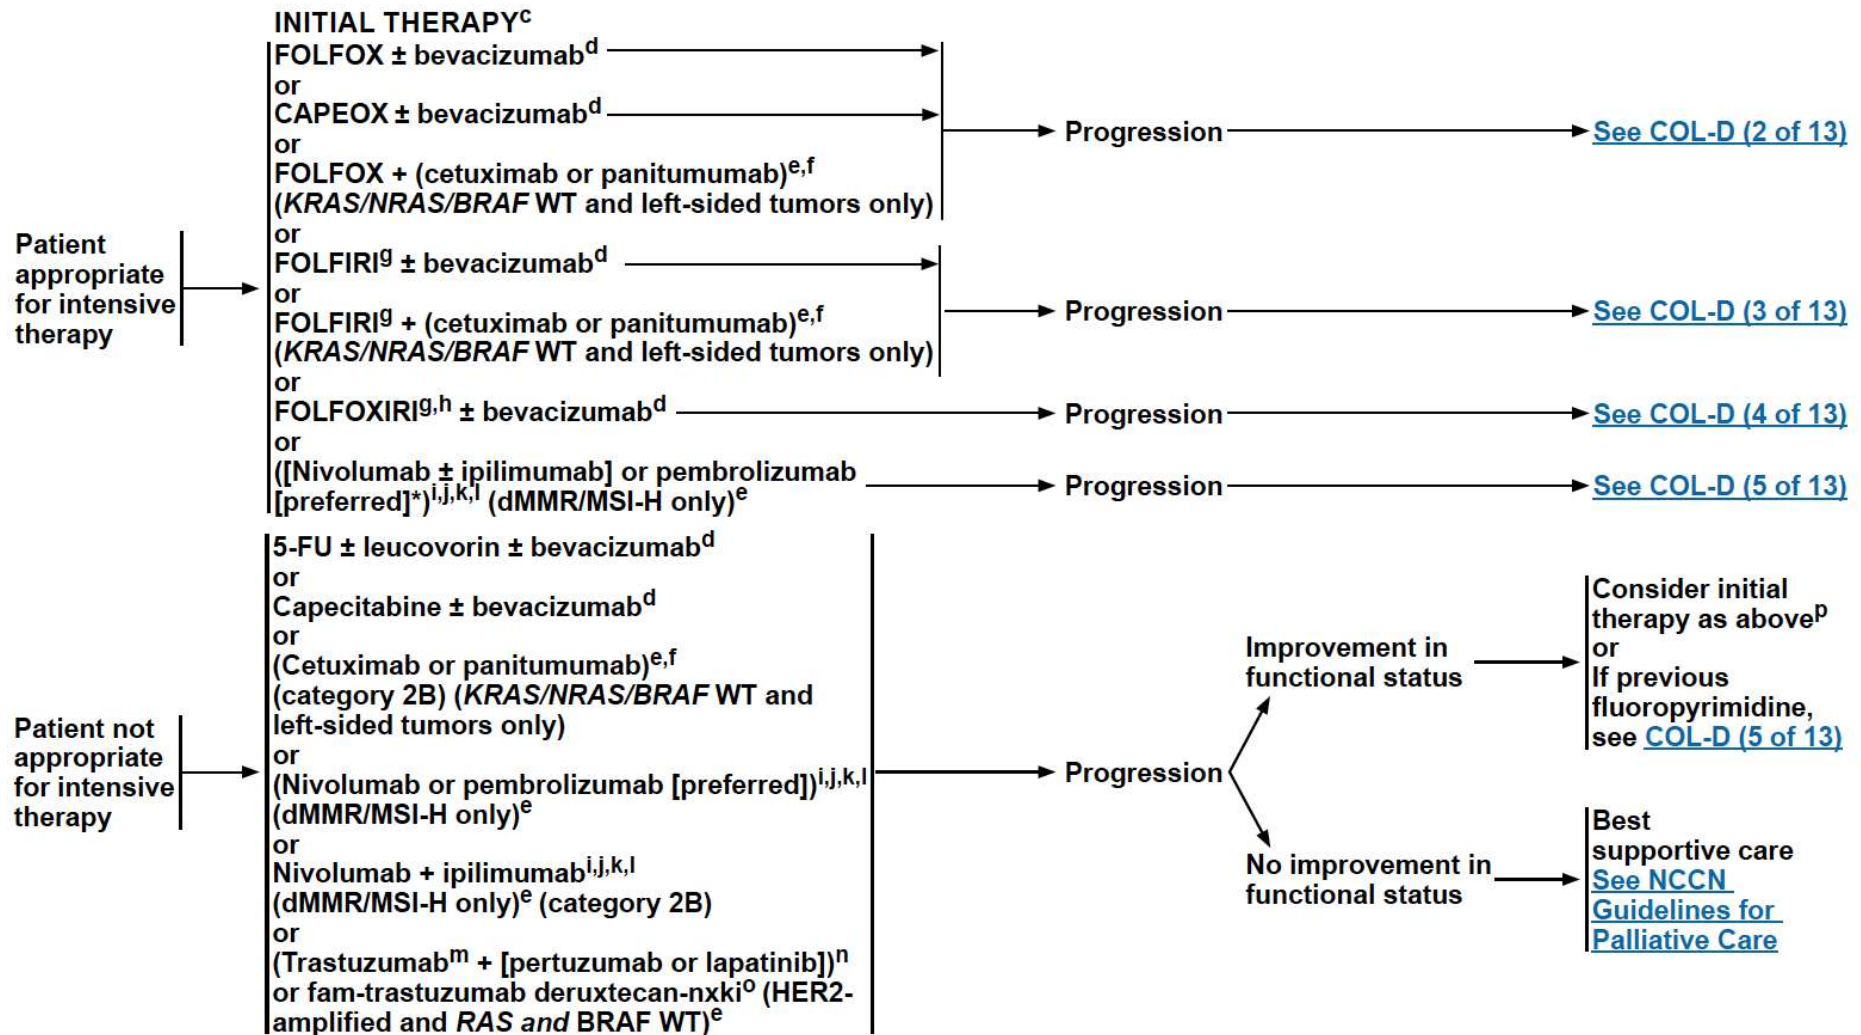 INITIAL THERAPYc
FOLFOX ± bevacizumabd
or
CAPEOX ± bevacizumabd
or
FOLFOX + (cetuximab or panitumumab)e,f
(KRAS/NRAS/BRAF WT and left-sided tumors only)
or
FOLFIRIg ± bevacizumabd
or
FOLFIRIg + (cetuximab or panitumumab)e,f
(KRAS/NRAS/BRAF WT and left-sided tumors only)
or
FOLFOXIRIg,h ± bevacizumabd
or
([Nivolumab ± ipilimumab] or pembrolizumab
[preferred]*)i,j,k,l (dMMR/MSI-H only)e
Patient
appropriate
for intensive
therapy
Progression
See COL-D (2 of 13)
Progression
See COL-D (3 of 13)
Progression
See COL-D (4 of 13)
Progression
See COL-D (5 of 13)
Patient not
appropriate
for intensive
therapy
5-FU ± leucovorin ± bevacizumabd
or
Capecitabine ± bevacizumabd
or
(Cetuximab or panitumumab)e,f
(category 2B) (KRAS/NRAS/BRAF WT and
left-sided tumors only)
or
(Nivolumab or pembrolizumab [preferred])i,j,k,l
(dMMR/MSI-H only)e
or
Nivolumab + ipilimumabi,j,k,l
(dMMR/MSI-H only)e (category 2B)
or
(Trastuzumabm + [pertuzumab or lapatinib])n
or fam-trastuzumab deruxtecan-nxkio (HER2-
amplified and RAS and BRAF WT)e
Progression
Improvement in
functional status
Consider initial
therapy as abovep
or
If previous
fluoropyrimidine,
see COL-D (5 of 13)
No improvement in
functional status
Best
supportive care
See NCCN
Guidelines for
Palliative Care